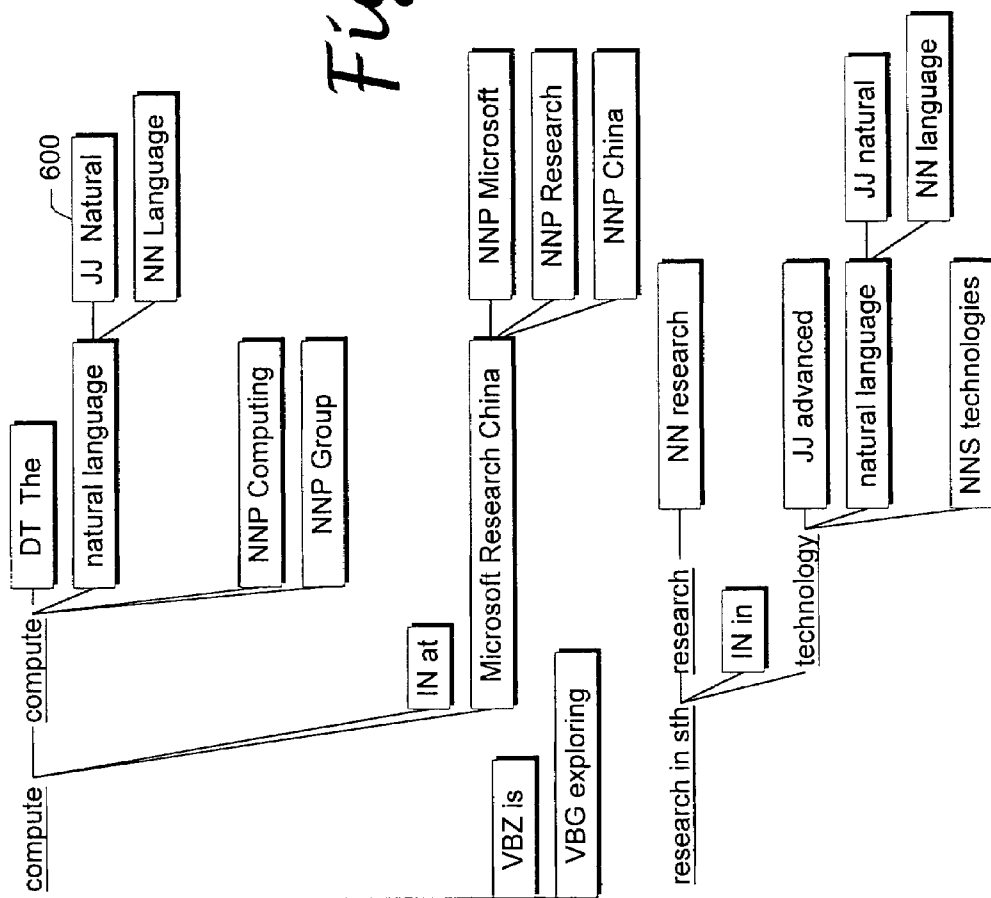 Fig
600
JJ Natural
NN Language
DT The
natural language
NNP Computing
NNP Group
compute
compute
IN at
Microsoft Research China
NNP Microsoft
NNP Research
NNP China
VBZ is
VBG exploring
research in sth
research
NN research
IN in
technology
JJ advanced
natural language
JJ natural
NN language
NNS technologies